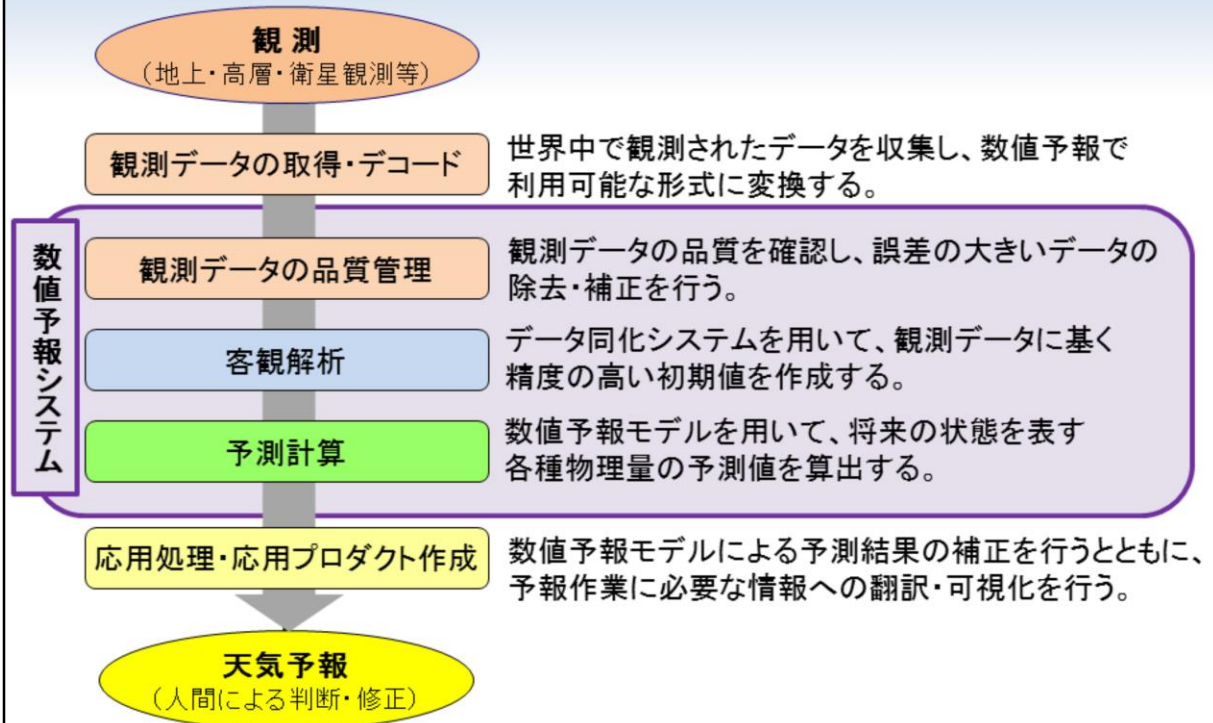 観 測
（地上・高層・衛星観測等）
観測データの取得・デコード
世界中で観測されたデータを収集し、数値予報で
利用可能な形式に変換する。
数値予報システム
観測データの品質管理
観測データの品質を確認し、誤差の大きいデータの
除去・補正を行う。
客観解析
データ同化システムを用いて、観測データに基く
精度の高い初期値を作成する。
予測計算
数値予報モデルを用いて、将来の状態を表す
各種物理量の予測値を算出する。
応用処理・応用プロダクト作成
数値予報モデルによる予測結果の補正を行うとともに、
予報作業に必要な情報への翻訳・可視化を行う。
天気予報
（人間による判断・修正）